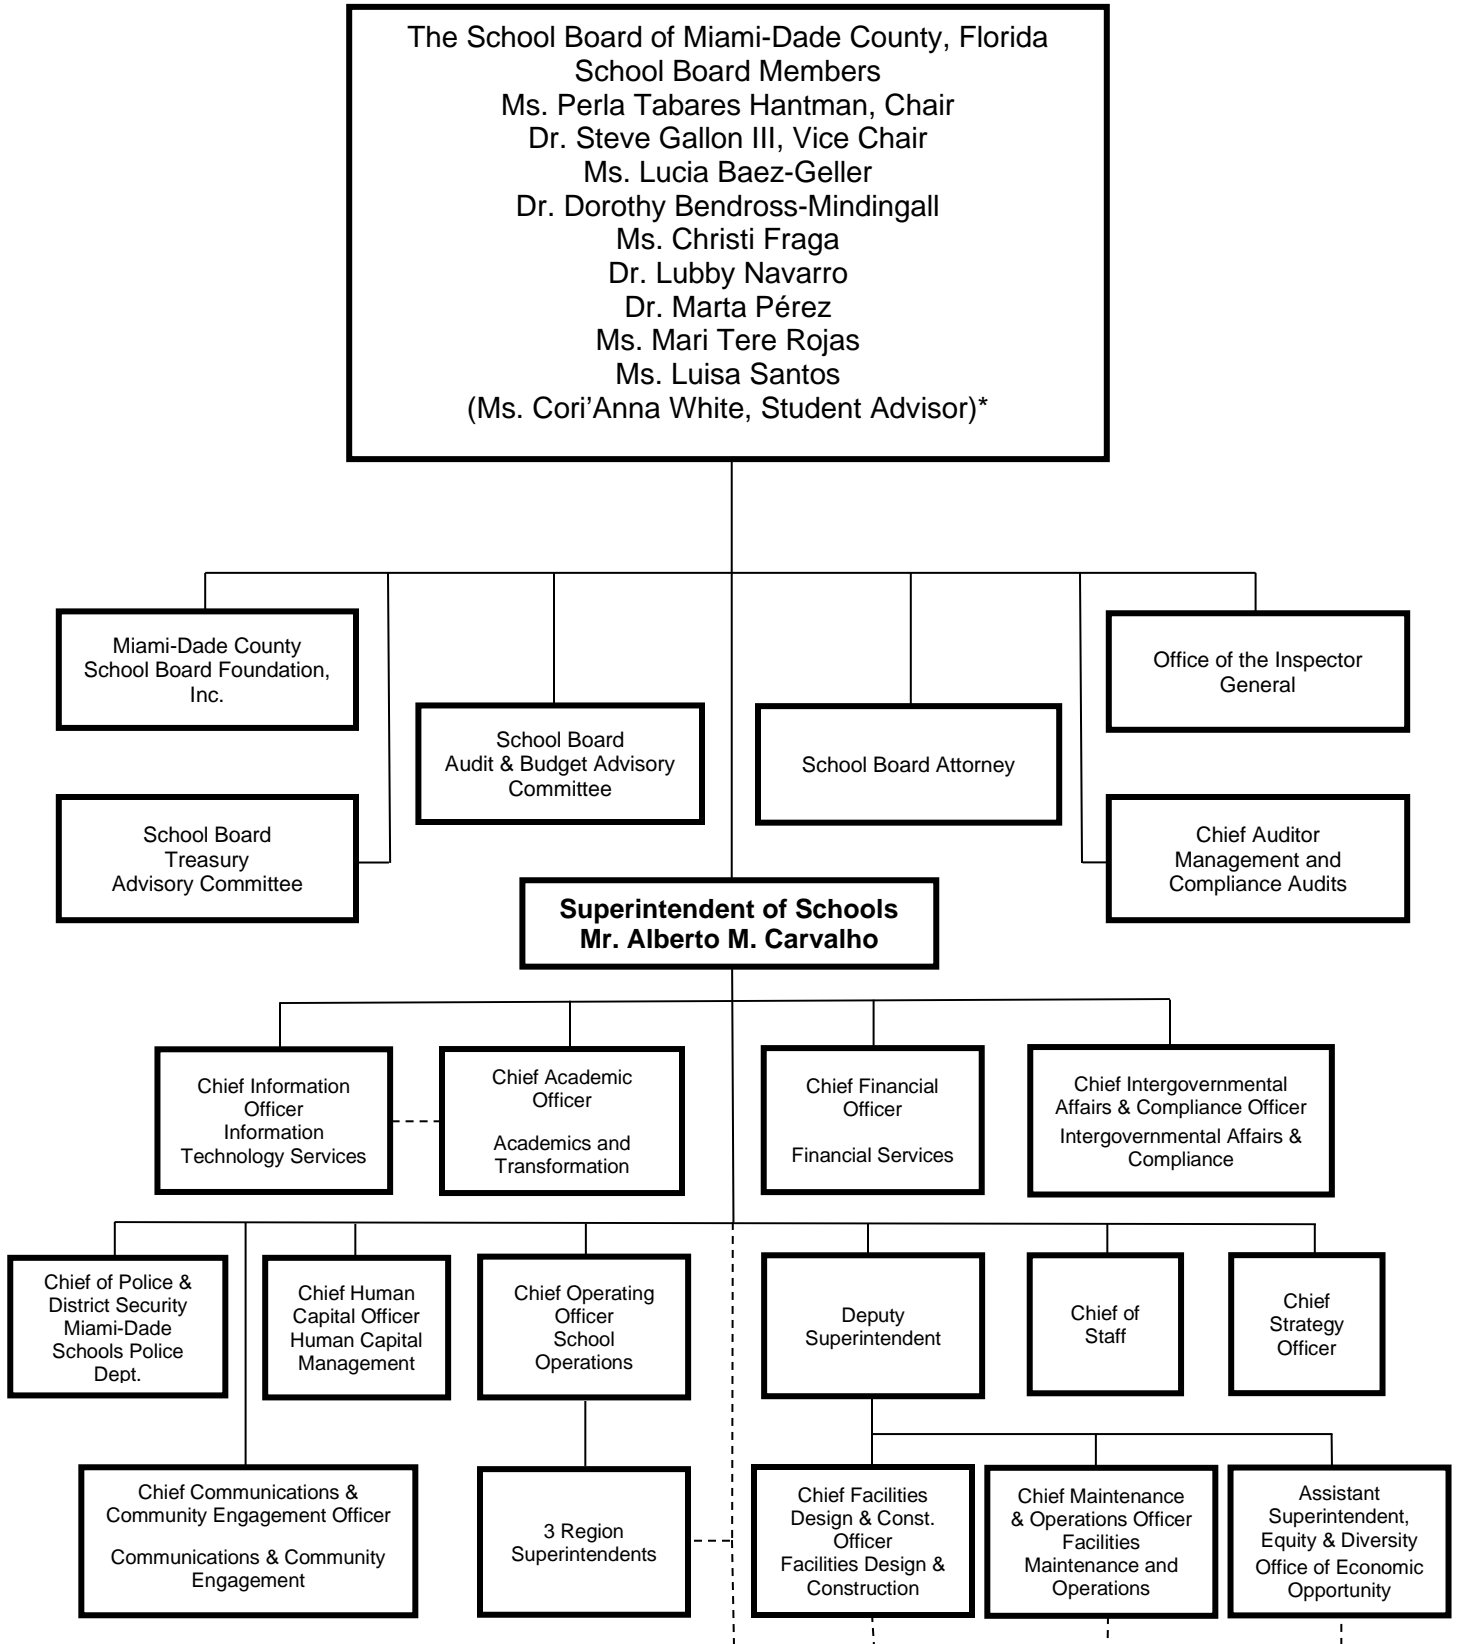 The School Board of Miami-Dade County, Florida
School Board Members
Ms. Perla Tabares Hantman, Chair
Dr. Steve Gallon III, Vice Chair
Ms. Lucia Baez-Geller
Dr. Dorothy Bendross-Mindingall
Ms. Christi Fraga
Dr. Lubby Navarro
Dr. Marta Pérez
Ms. Mari Tere Rojas
Ms. Luisa Santos
(Ms. Cori’Anna White, Student Advisor)*
Miami-Dade County
School Board Foundation,
Inc.
Office of the Inspector
General
School Board
Audit & Budget Advisory
Committee
School Board Attorney
School Board
Treasury
Advisory Committee
Chief Auditor
Management and
Compliance Audits
Superintendent of Schools
Mr. Alberto M. Carvalho
Chief Information
Officer
Information
Technology Services
Chief Academic
Officer
Academics and
Transformation
Chief Financial
Officer
Financial Services
Chief Intergovernmental
Affairs & Compliance Officer
Intergovernmental Affairs &
Compliance
Chief of Police &
District Security
Miami-Dade
Schools Police
Dept.
Chief Human
Capital Officer
Human Capital
Management
Chief Operating
Officer
School
Operations
Deputy
Superintendent
Chief of
Staff
Chief
Strategy
Officer
Chief Communications &
Community Engagement Officer
Communications & Community
Engagement
3 Region
Superintendents
Chief Facilities
Design & Const.
Officer
Facilities Design &
Construction
Chief Maintenance
& Operations Officer
Facilities
Maintenance and
Operations
Assistant
Superintendent,
Equity & Diversity
Office of Economic
Opportunity